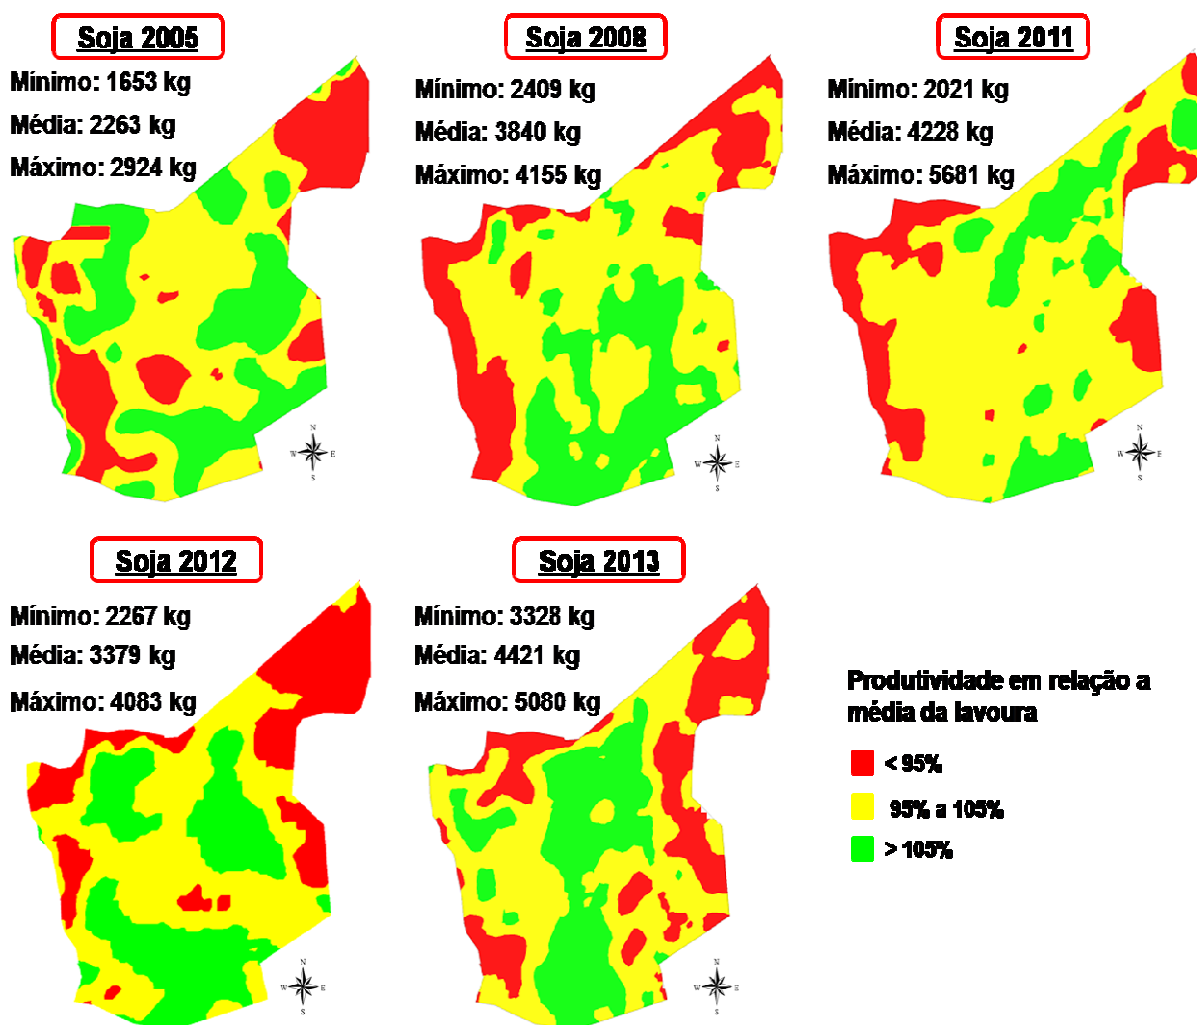 Soja 2005
Mínimo: 1653 kg
Média: 2263 kg
Máximo: 2924 kg
N
W E
S
Soja 2008
Mínimo: 2409 kg
Média: 3840 kg
Máximo: 4155 kg
N
W E
S
Soja 2011
Mínimo: 2021 kg
Média: 4228 kg
Máximo: 5681 kg
N
W E
S
Soja 2012
Mínimo: 2267 kg
Média: 3379 kg
Máximo: 4083 kg
N
W E
S
Soja 2013
Mínimo: 3328 kg
Média: 4421 kg
Máximo: 5080 kg
N
W E
S
Produtividade em relação a
média da lavoura
< 95%
95% a 105%
> 105%